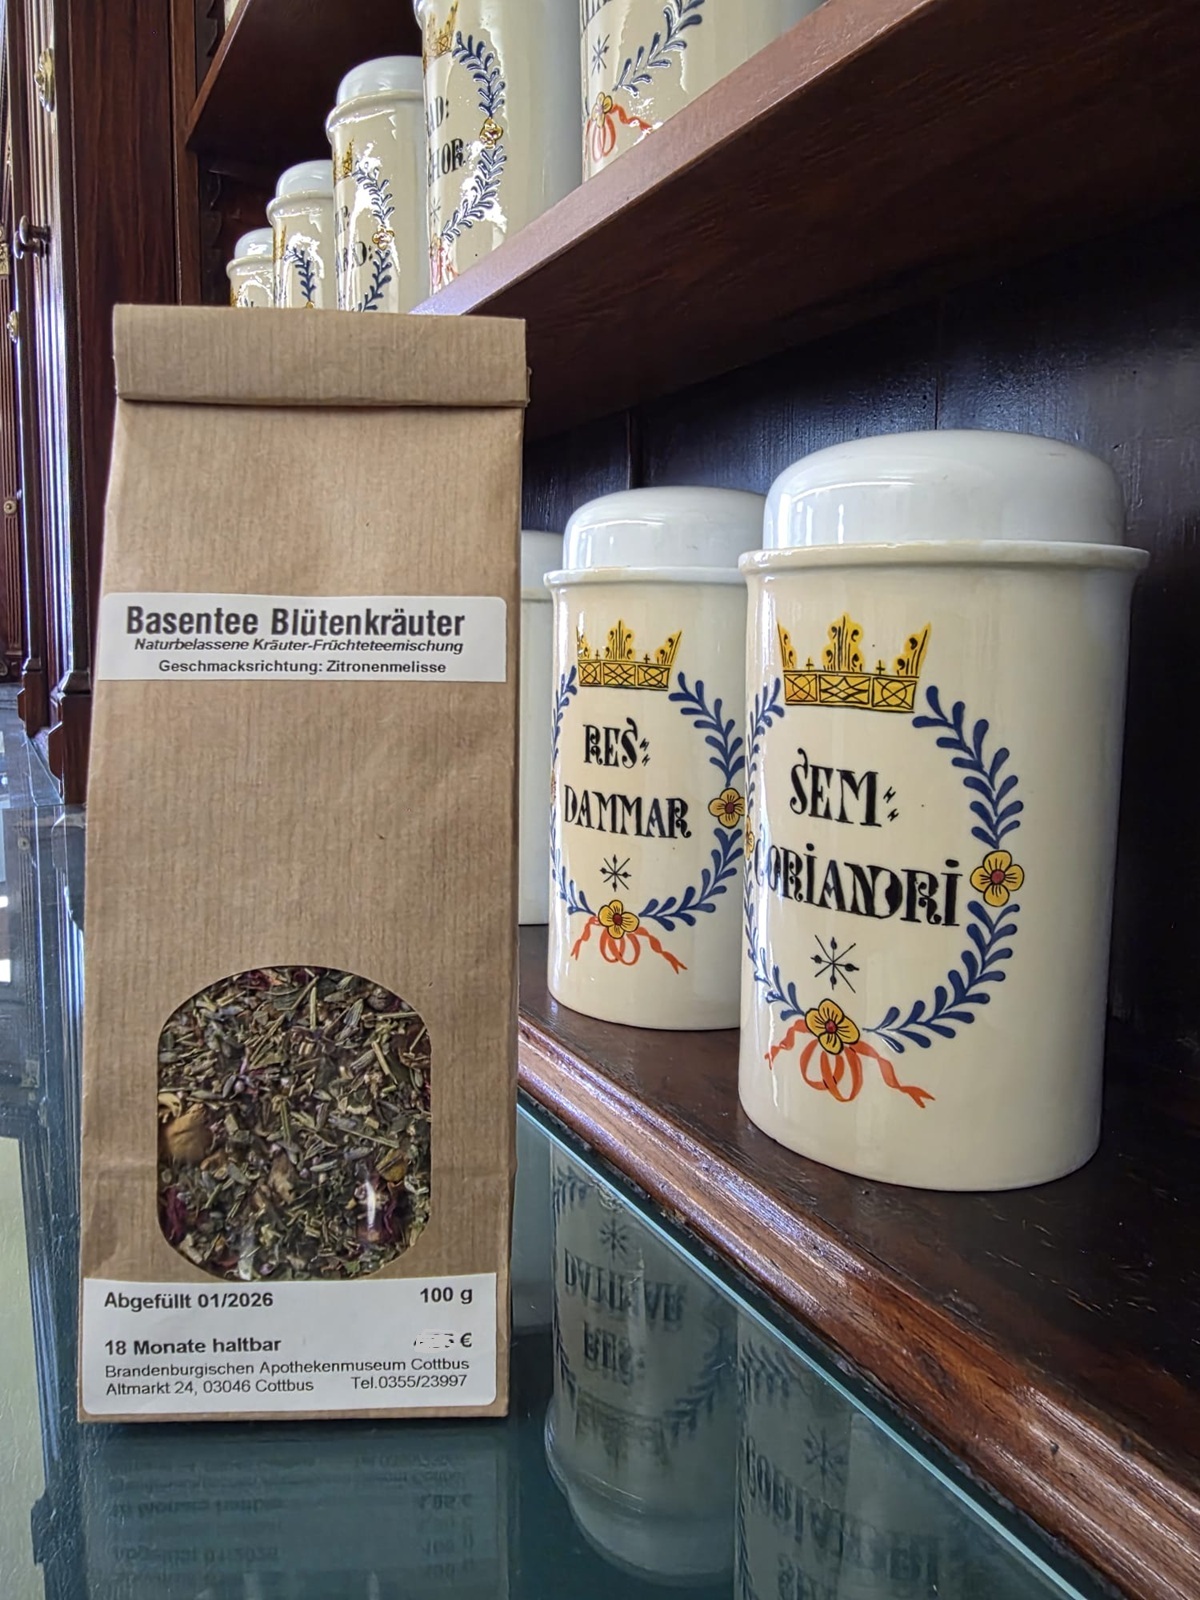 Basentee Blütenkräuter
Naturbelassene Kräuter-Früchteteemischung
Geschmacksrichtung: Zitronenmelisse
Abgefüllt 01/2026 100 g
18 Monate haltbar €
Brandenburgischen Apothekenmuseum Cottbus
Altmarkt 24, 03046 Cottbus Tel.0355/23997
RES:
DAMMAR
SEM:
CORIANDRI